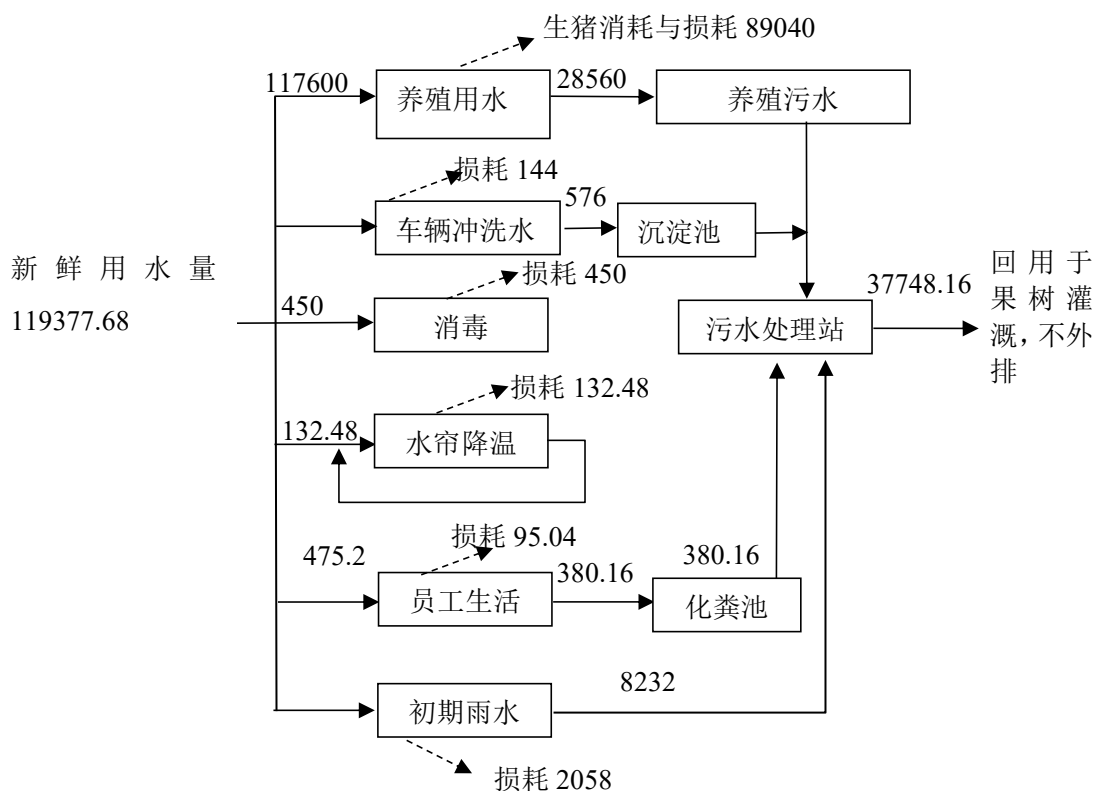 生猪消耗与损耗 89040
117600
养殖用水
28560
养殖污水
损耗 144
车辆冲洗水
576
沉淀池
新鲜用水量
119377.68
450
损耗 450
消毒
污水处理站
37748.16
回用于
果树灌
溉，不外
排
损耗 132.48
132.48
水帘降温
损耗 95.04
475.2
员工生活
380.16
化粪池
380.16
初期雨水
8232
损耗 2058